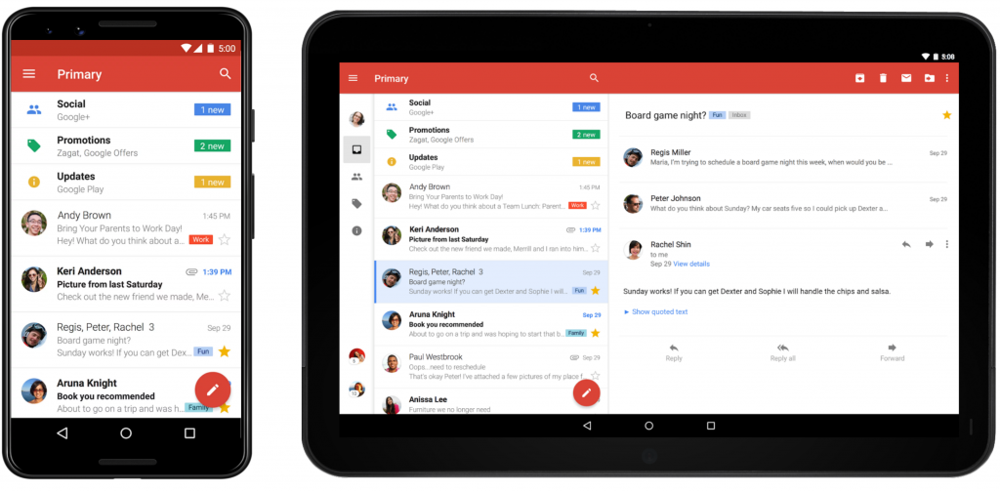 5:00
Primary
Social
Google+
1 new
Promotions
Zagat, Google Offers
2 new
Updates
Google Play
1 new
Andy Brown 1:45 PM
Bring Your Parents to Work Day!
Hey! What do you think about a... Work
Keri Anderson 1:39 PM
Picture from last Saturday
Check out the new friend we made, Me...
Regis, Peter, Rachel 3 Sep 29
Board game night?
Sunday works! If you can get Dex... Fun
Aruna Knight
Book you recommended
About to go on a trip and was h... Family
5:08
Primary
Social
Google+
1 new
Promotions
Zagat, Google Offers
2 new
Updates
Google Play
1 new
Andy Brown 1:45 PM
Bring Your Parents to Work Day!
Hey! What do you think about a Team Lunch: Parent... Work
Keri Anderson 1:39 PM
Picture from last Saturday
Check out the new friend we made, Merrill and I ran into him...
Regis, Peter, Rachel 3 Sep 29
Board game night?
Sunday works! If you can get Dexter and Sophie I will... Fun
Aruna Knight Sep 29
Book you recommended
About to go on a trip and was hoping to start that b... Family
Paul Westbrook Sep 29
Oops...need to reschedule
That's okay Peter! I've attached a few pictures of my place f...
Anissa Lee
Furniture we no longer need
Board game night? Fun Inbox
Regis Miller Sep 29
Maria, I'm trying to schedule a board game night this week, when would you be ...
Peter Johnson Sep 29
What do you think about Sunday? My car seats five so I could pick up Dexter a...
Rachel Shin
to me
Sep 29 View details
Sunday works! If you can get Dexter and Sophie I will handle the chips and salsa.
► Show quoted text
Reply Reply all Forward